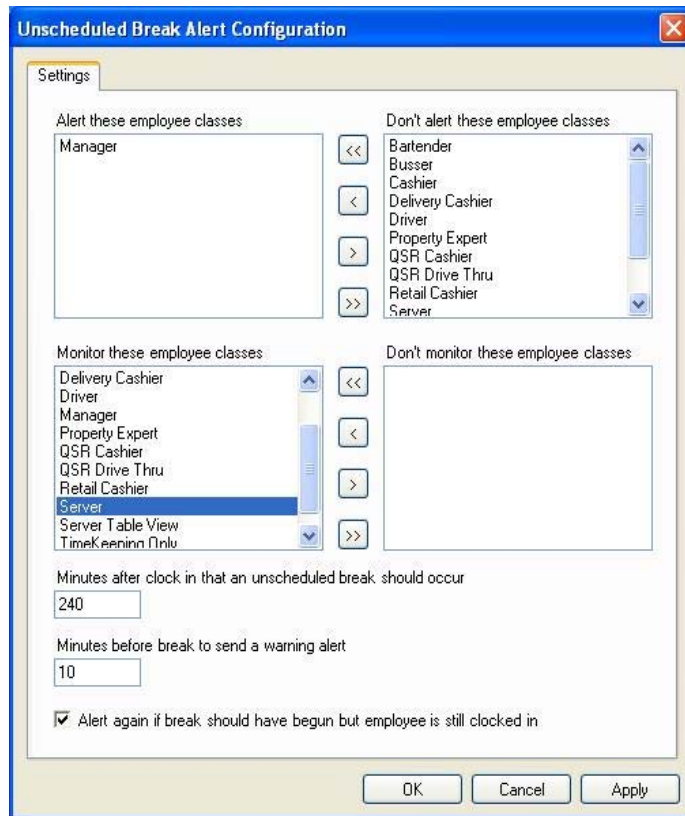 Unscheduled Break Alert Configuration
Settings
Alert these employee classes
Manager
<<
<
>
>>
Don't alert these employee classes
Bartender
Busser
Cashier
Delivery Cashier
Driver
Property Expert
QSR Cashier
QSR Drive Thru
Retail Cashier
Server
Monitor these employee classes
Delivery Cashier
Driver
Manager
Property Expert
QSR Cashier
QSR Drive Thru
Retail Cashier
Server
Server Table View
TimeKeeping Only
<<
<
>
>>
Don't monitor these employee classes
Minutes after clock in that an unscheduled break should occur
240
Minutes before break to send a warning alert
10
Alert again if break should have begun but employee is still clocked in
OK
Cancel
Apply